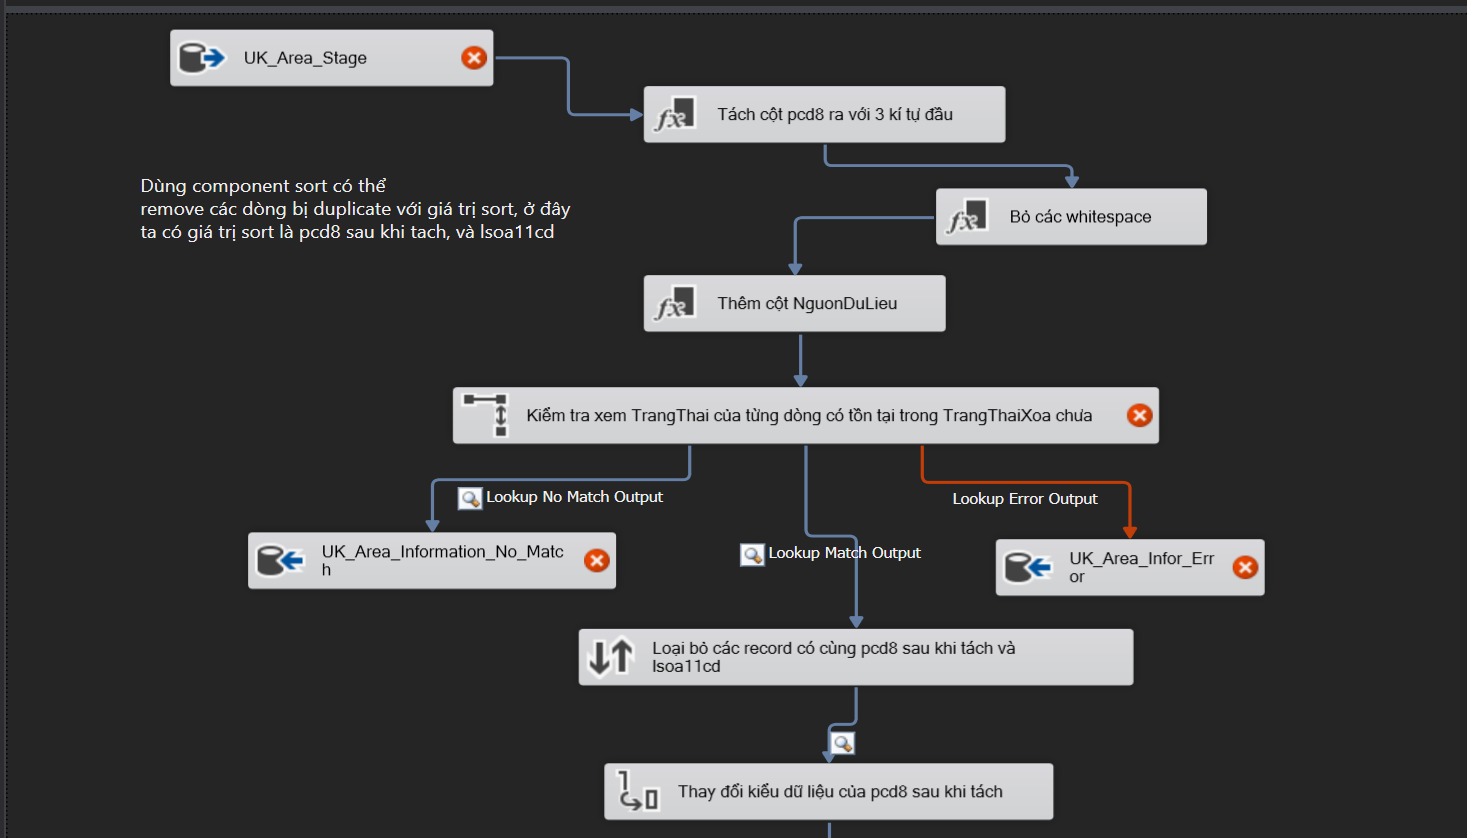 UK_Area_Stage
Tách cột pcd8 ra với 3 kí tự đầu
Dùng component sort có thể
remove các dòng bị duplicate với giá trị sort, ở đây
ta có giá trị sort là pcd8 sau khi tach, và lsoa11cd
Bỏ các whitespace
Thêm cột NguonDuLieu
Kiểm tra xem TrangThai của từng dòng có tồn tại trong TrangThaiXoa chưa
Lookup No Match Output
Lookup Error Output
UK_Area_Information_No_Matc
h
Lookup Match Output
UK_Area_Infor_Err
or
Loại bỏ các record có cùng pcd8 sau khi tách và
lsoa11cd
Thay đổi kiểu dữ liệu của pcd8 sau khi tách